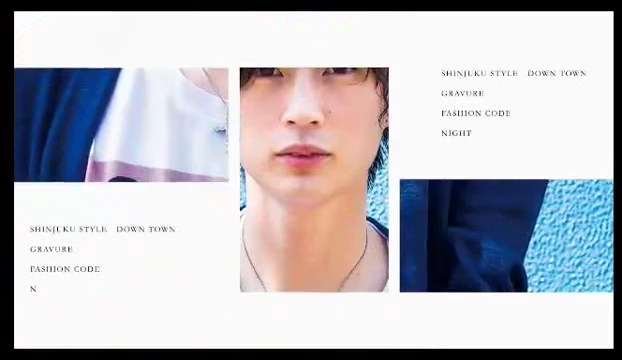 SHINJUKU STYLE DOWN TOWN
GRAVURE
FASHION CODE
NIGHT
SHINJUKU STYLE DOWN TOWN
GRAVURE
FASHION CODE
N